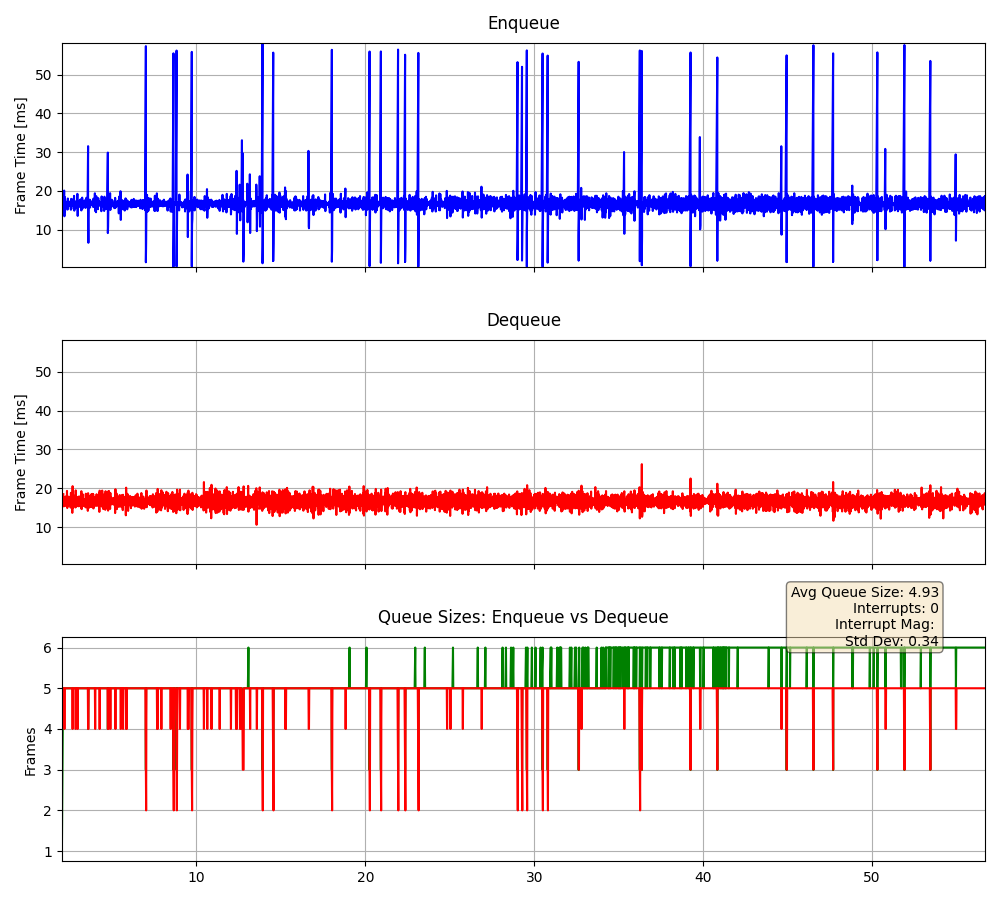 Enqueue
Frame Time [ms]
50
40
30
20
10
Dequeue
Frame Time [ms]
50
40
30
20
10
Avg Queue Size: 4.93
Interrupts: 0
Interrupt Mag:
Std Dev: 0.34
Queue Sizes: Enqueue vs Dequeue
Frames
6
5
4
3
2
1
10 20 30 40 50